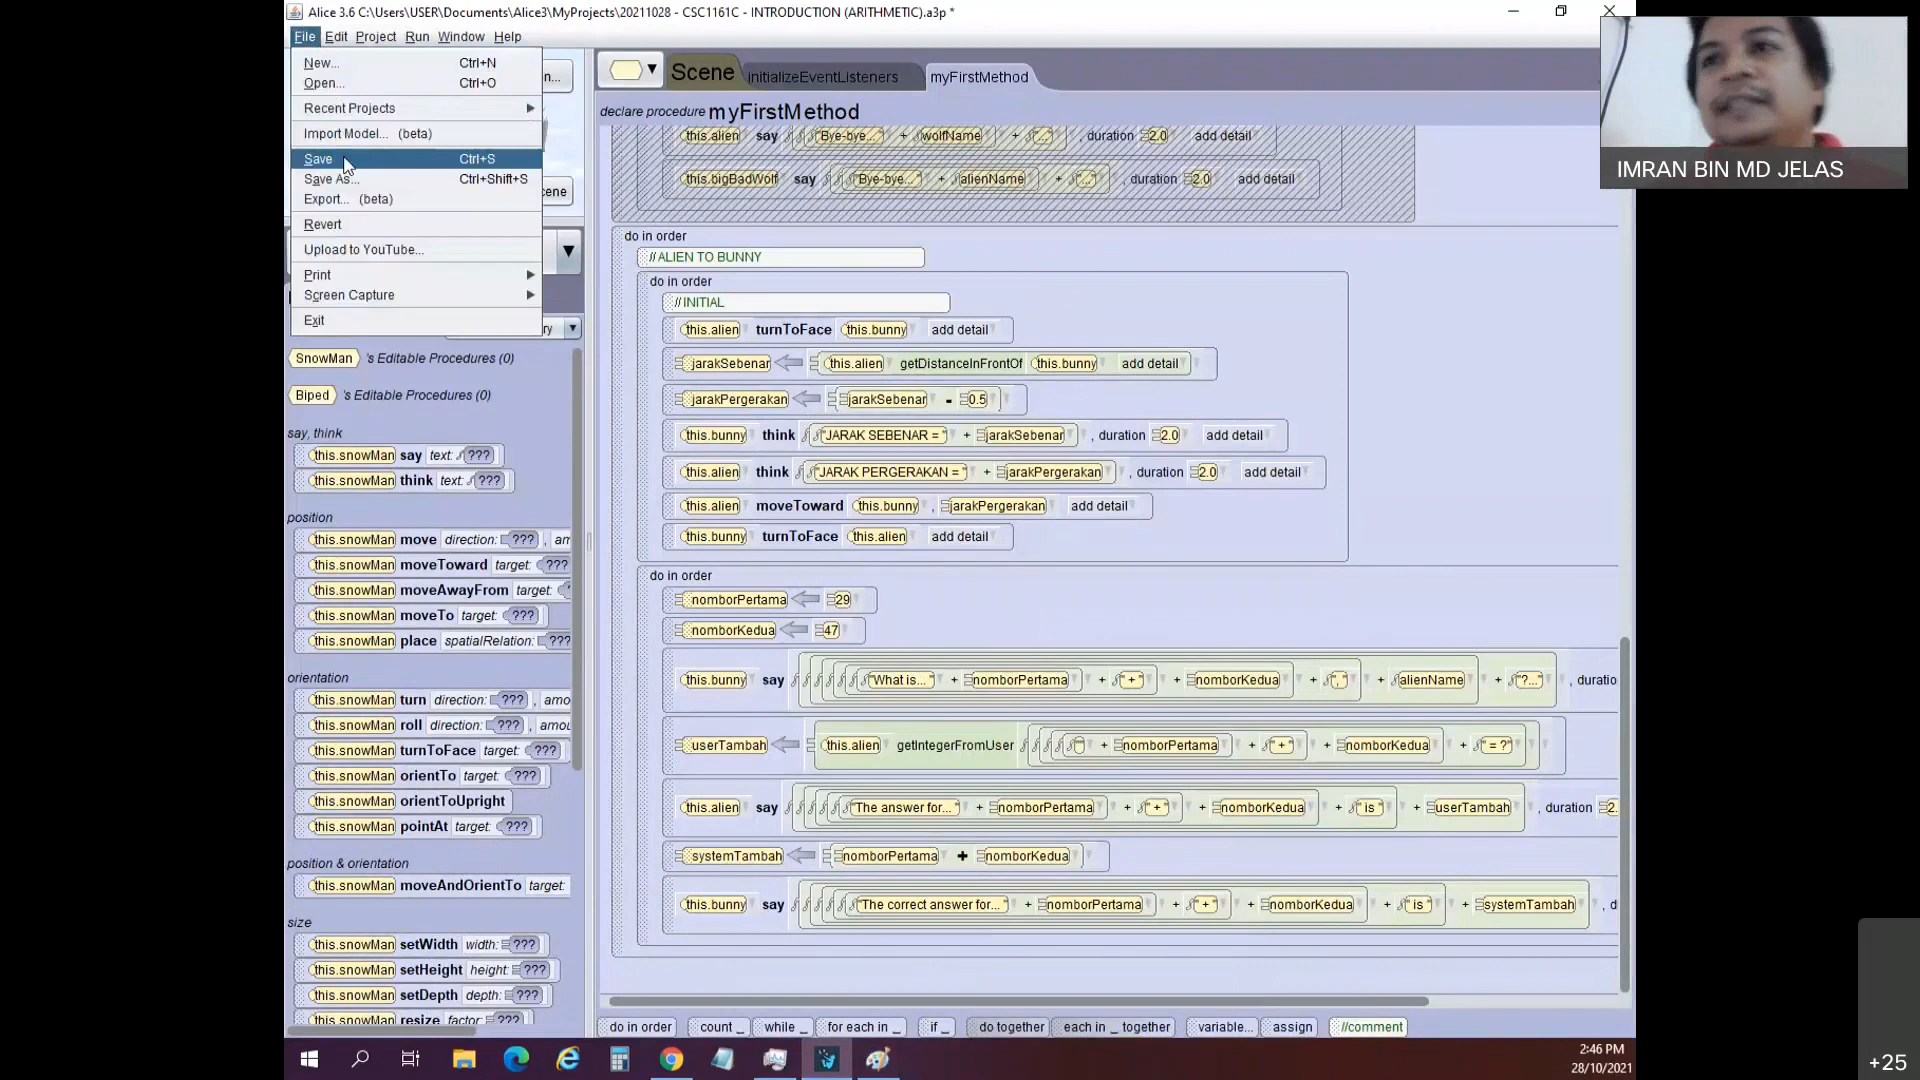 Alice 3.6 C:\Users\USER\Documents\Alice3\MyProjects\20211028 - CSC1161C - INTRODUCTION (ARITHMETIC).a3p *
File Edit Project Run Window Help
New... Ctrl+N
Open... Ctrl+O
Recent Projects
Import Model... (beta)
Save Ctrl+S
Save As... Ctrl+Shift+S
Export... (beta)
Revert
Upload to YouTube...
Print
Screen Capture
Exit
SnowMan 's Editable Procedures (0)
Biped 's Editable Procedures (0)
say, think
this.snowMan say text: ???
this.snowMan think text: ???
position
this.snowMan move direction: ??? , am
this.snowMan moveToward target: ???
this.snowMan moveAwayFrom target:
this.snowMan moveTo target: ???
this.snowMan place spatialRelation: ???
orientation
this.snowMan turn direction: ??? , amo
this.snowMan roll direction: ??? , amou
this.snowMan turnToFace target: ???
this.snowMan orientTo target: ???
this.snowMan orientToUpright
this.snowMan pointAt target: ???
position & orientation
this.snowMan moveAndOrientTo target:
size
this.snowMan setWidth width: ???
this.snowMan setHeight height: ???
this.snowMan setDepth depth: ???
this.snowMan resize factor: ???
Scene initializeEventListeners myFirstMethod
declare procedure myFirstMethod
this.alien say "Bye-bye..." + wolfName + "..." , duration 2.0 add detail
this.bigBadWolf say "Bye-bye..." + alienName + "..." , duration 2.0 add detail
do in order
//ALIEN TO BUNNY
do in order
//INITIAL
this.alien turnToFace this.bunny add detail
jarakSebenar this.alien getDistanceInFrontOf this.bunny add detail
jarakPergerakan jarakSebenar - 0.5
this.bunny think "JARAK SEBENAR = " + jarakSebenar , duration 2.0 add detail
this.alien think "JARAK PERGERAKAN = " + jarakPergerakan , duration 2.0 add detail
this.alien moveToward this.bunny , jarakPergerakan add detail
this.bunny turnToFace this.alien add detail
do in order
nomborPertama 29
nomborKedua 47
this.bunny say "What is... " + nomborPertama + " + " + nomborKedua + ", " + alienName + "?..." , duratio
userTambah this.alien getIntegerFromUser "" + nomborPertama + " + " + nomborKedua + " = ?"
this.alien say "The answer for... " + nomborPertama + " + " + nomborKedua + " is " + userTambah , duration 2.
systemTambah nomborPertama + nomborKedua
this.bunny say "The correct answer for... " + nomborPertama + " + " + nomborKedua + " is " + systemTambah , d
do in order count _ while _ for each in _ if _ do together each in _ together variable... assign //comment
2:46 PM
28/10/2021
IMRAN BIN MD JELAS
+25